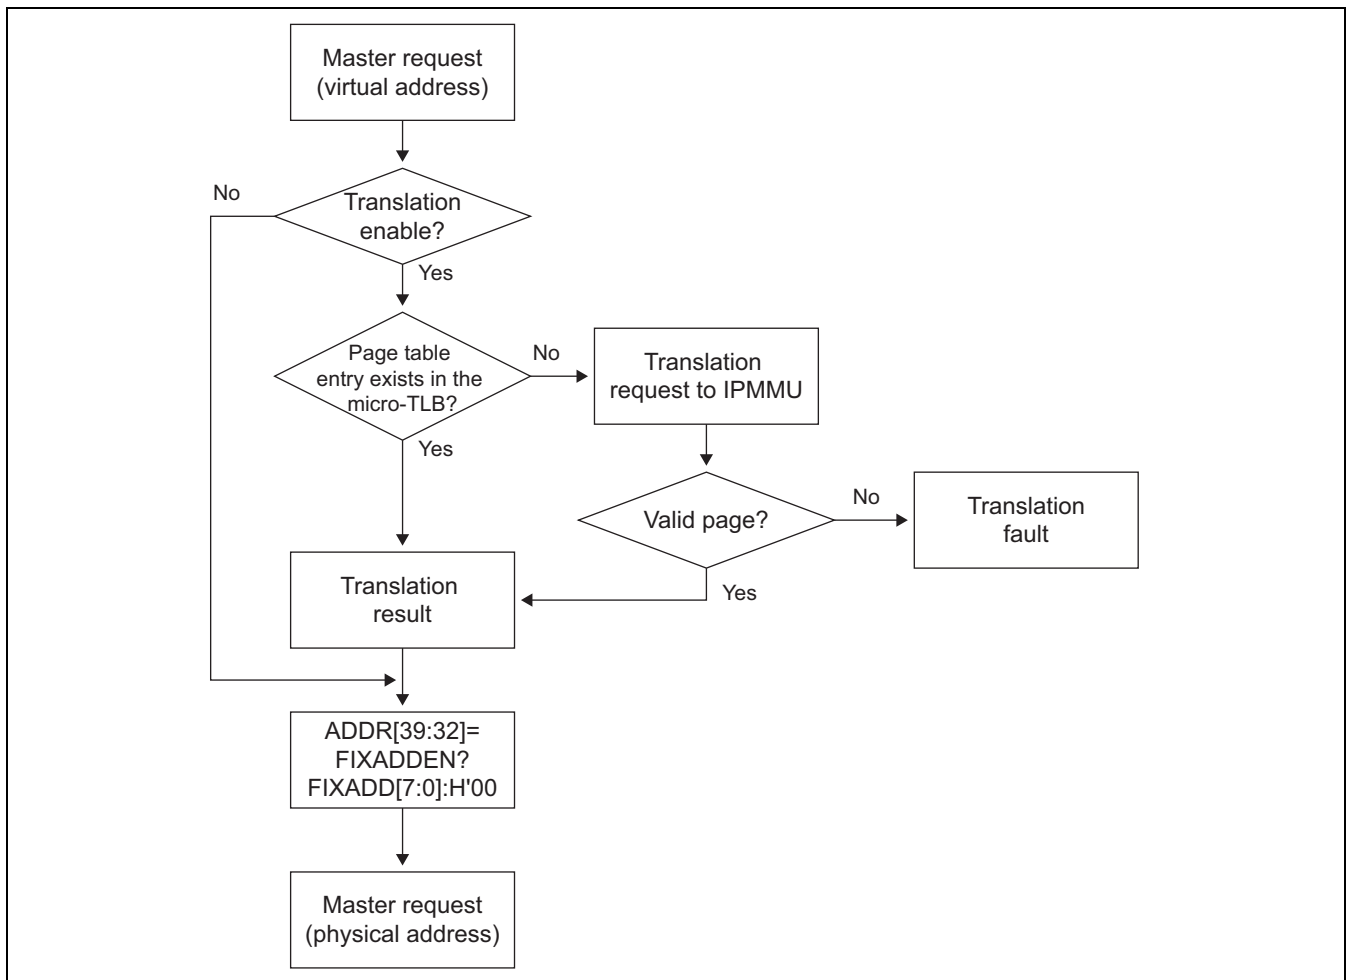 Master request
(virtual address)
No
Translation
enable?
Yes
Page table
entry exists in the
micro-TLB?
No
Translation
request to IPMMU
Yes
Valid page?
No
Translation
fault
Yes
Translation
result
ADDR[39:32]=
FIXADDEN?
FIXADD[7:0]:H'00
Master request
(physical address)